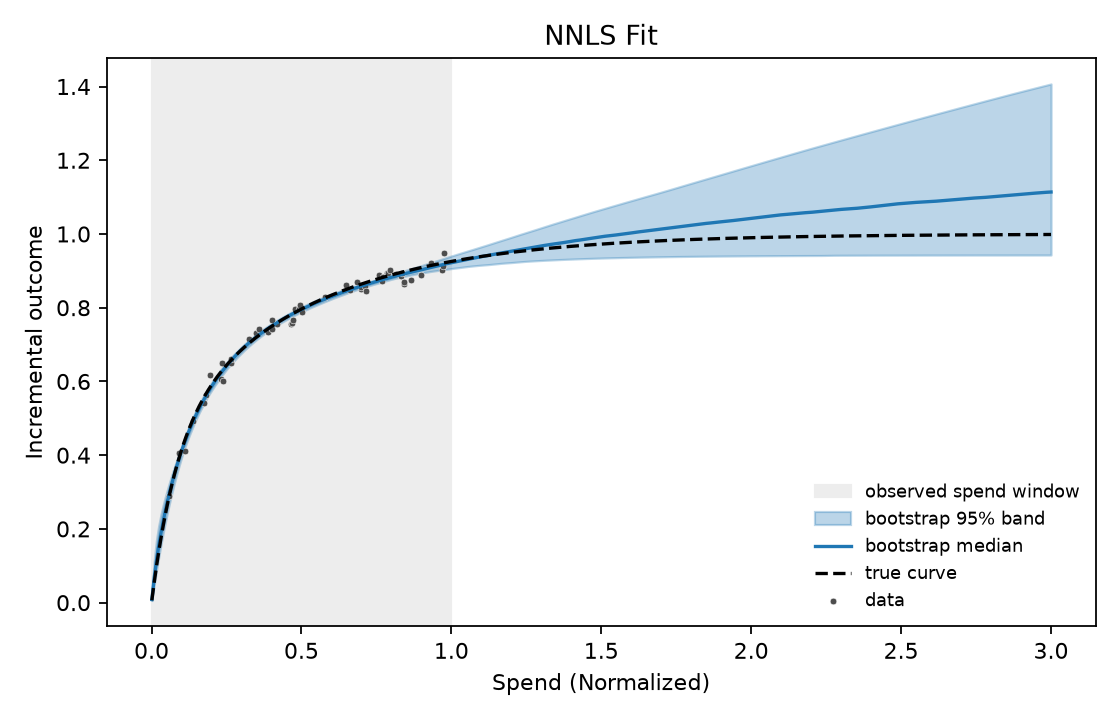 NNLS Fit
1.4
1.2
1.0
0.8
0.6
0.4
0.2
0.0
Incremental outcome
observed spend window
bootstrap 95% band
bootstrap median
true curve
data
0.0 0.5 1.0 1.5 2.0 2.5 3.0
Spend (Normalized)